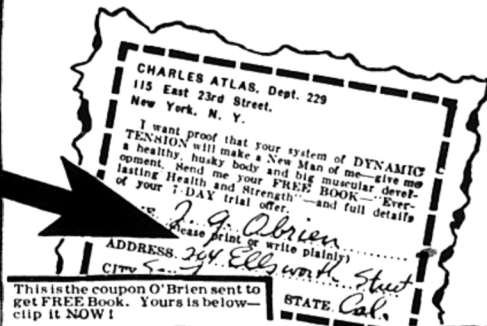 CHARLES ATLAS, Dept. 229
115 East 23rd Street,
New York, N. Y.
I want proof that your system of DYNAMIC
TENSION will make a New Man of me—give me
a healthy, husky body and big muscular devel-
opment. Send me your FREE BOOK—"Ever-
lasting Health and Strength"—and full details
of your 7-DAY trial offer.
J. G. Obrien
(Please print or write plainly)
ADDRESS 204 Ellsworth Street
CITY
STATE Cal.
This is the coupon O'Brien sent to
get FREE Book. Yours is below—
clip it NOW!